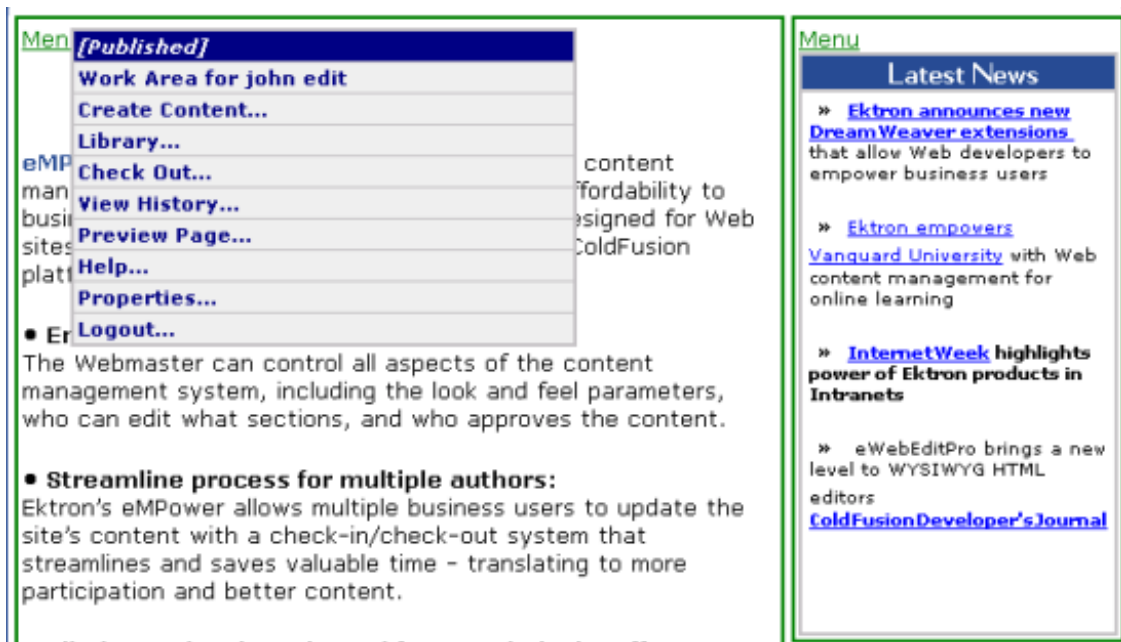 Men
[Published]
Work Area for john edit
Create Content...
Library...
Check Out...
View History...
Preview Page...
Help...
Properties...
Logout...
eMP content
man ffordability to
busi esigned for Web
sites ColdFusion
platf
• Er
The Webmaster can control all aspects of the content
management system, including the look and feel parameters,
who can edit what sections, and who approves the content.
• Streamline process for multiple authors:
Ektron's eMPower allows multiple business users to update the
site's content with a check-in/check-out system that
streamlines and saves valuable time – translating to more
participation and better content.
Menu
Latest News
» Ektron announces new
DreamWeaver extensions
that allow Web developers to
empower business users
» Ektron empowers
Vanguard University with Web
content management for
online learning
» InternetWeek highlights
power of Ektron products in
Intranets
» eWebEditPro brings a new
level to WYSIWYG HTML
editors
ColdFusionDeveloper'sJournal